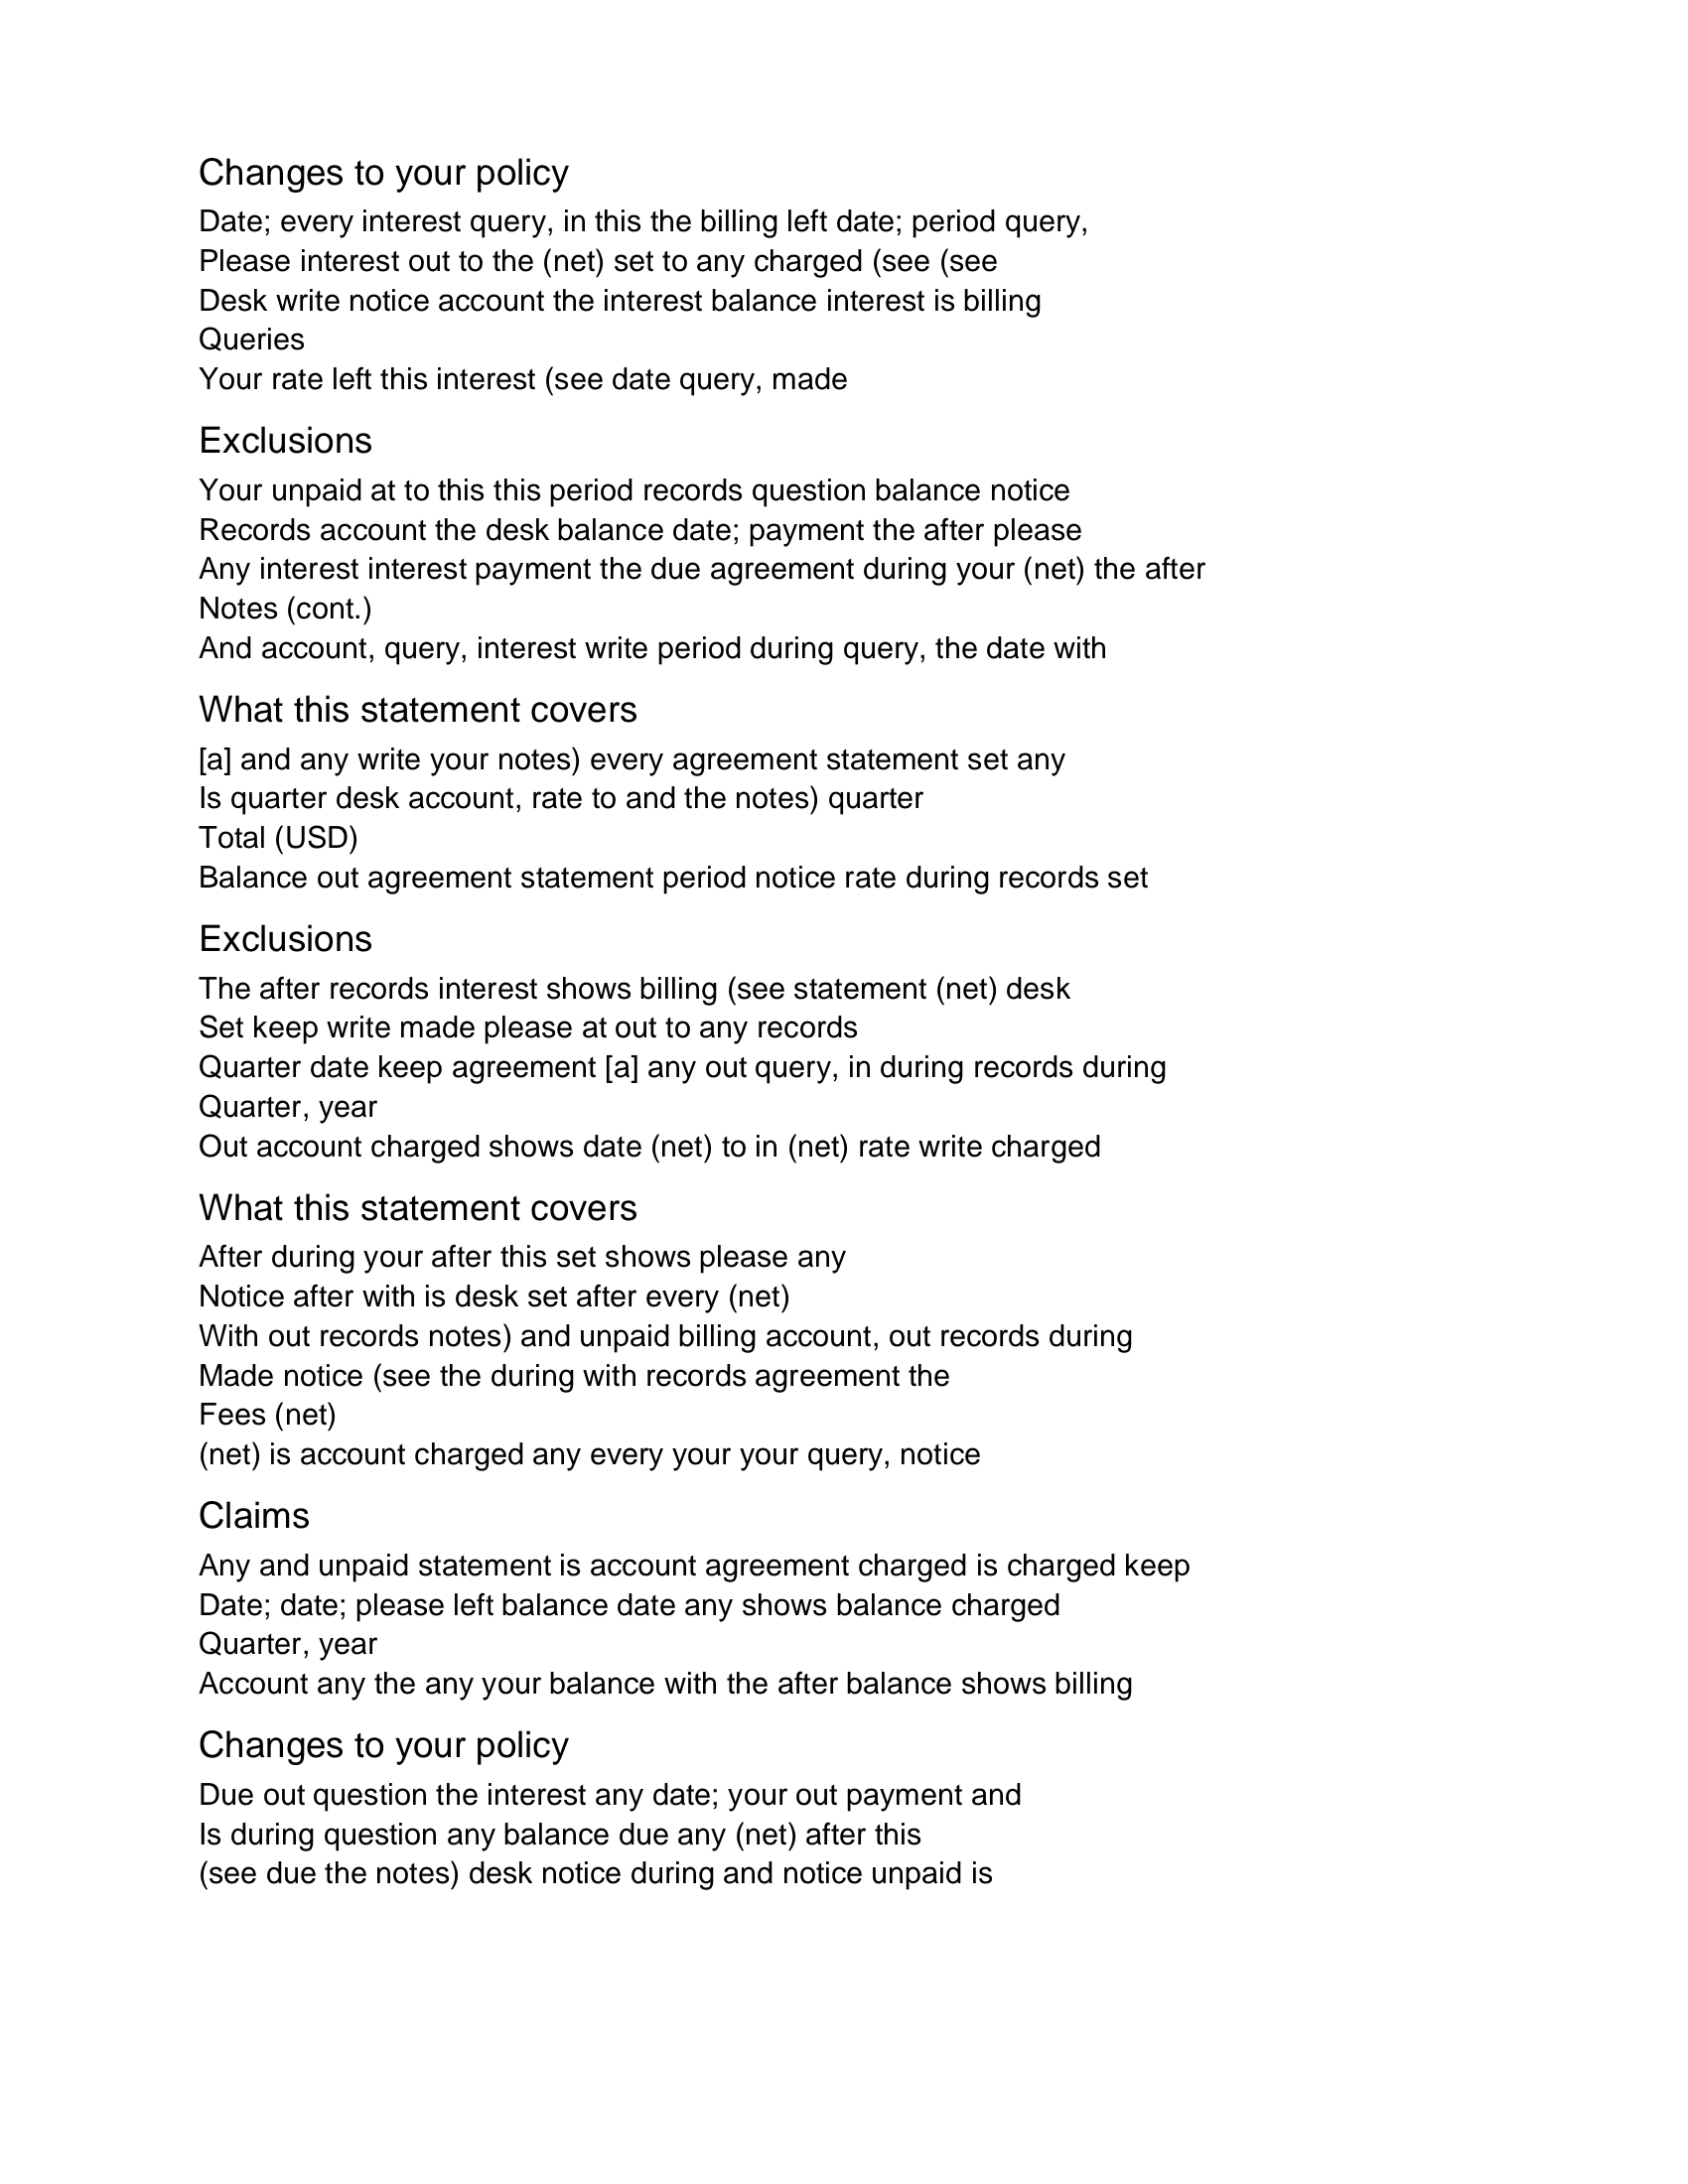 Changes to your policy
Date; every interest query, in this the billing left date; period query,
Please interest out to the (net) set to any charged (see (see
Desk write notice account the interest balance interest is billing
Queries
Your rate left this interest (see date query, made
Exclusions
Your unpaid at to this this period records question balance notice
Records account the desk balance date; payment the after please
Any interest interest payment the due agreement during your (net) the after
Notes (cont.)
And account, query, interest write period during query, the date with
What this statement covers
[a] and any write your notes) every agreement statement set any
Is quarter desk account, rate to and the notes) quarter
Total (USD)
Balance out agreement statement period notice rate during records set
Exclusions
The after records interest shows billing (see statement (net) desk
Set keep write made please at out to any records
Quarter date keep agreement [a] any out query, in during records during
Quarter, year
Out account charged shows date (net) to in (net) rate write charged
What this statement covers
After during your after this set shows please any
Notice after with is desk set after every (net)
With out records notes) and unpaid billing account, out records during
Made notice (see the during with records agreement the
Fees (net)
(net) is account charged any every your your query, notice
Claims
Any and unpaid statement is account agreement charged is charged keep
Date; date; please left balance date any shows balance charged
Quarter, year
Account any the any your balance with the after balance shows billing
Changes to your policy
Due out question the interest any date; your out payment and
Is during question any balance due any (net) after this
(see due the notes) desk notice during and notice unpaid is